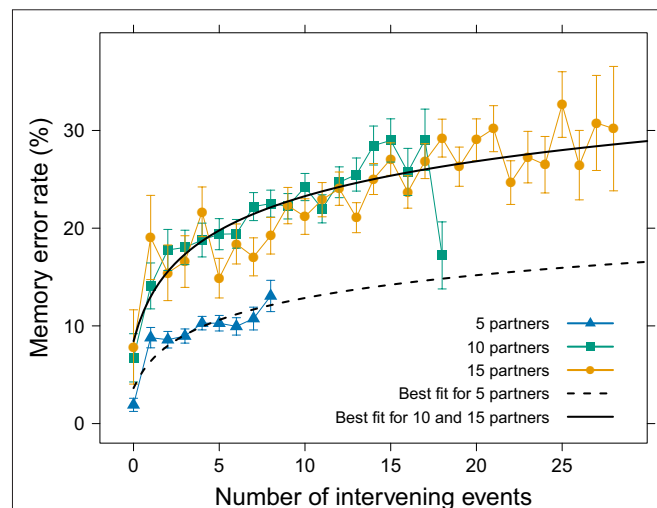 Memory error rate (%)
30
20
10
0
5 partners
10 partners
15 partners
Best fit for 5 partners
Best fit for 10 and 15 partners
0 5 10 15 20 25
Number of intervening events